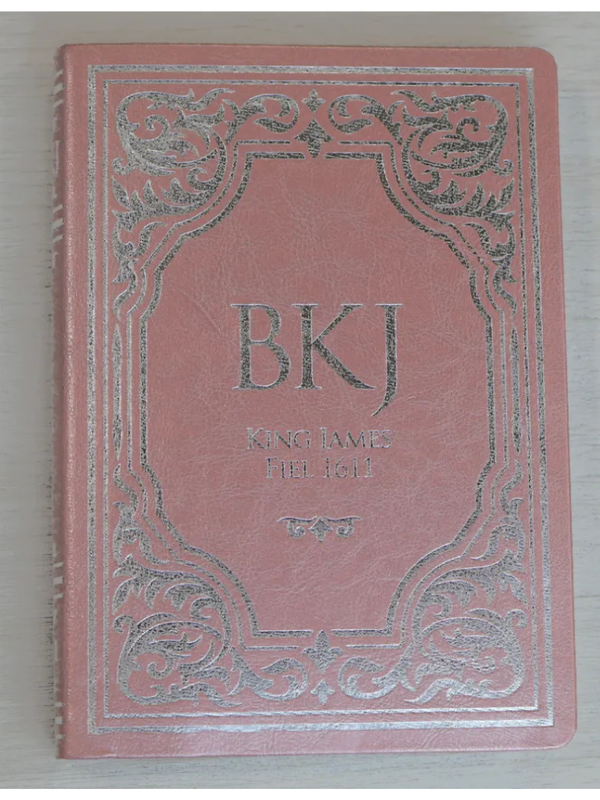 BKJ
KING JAMES
FIEL 1611